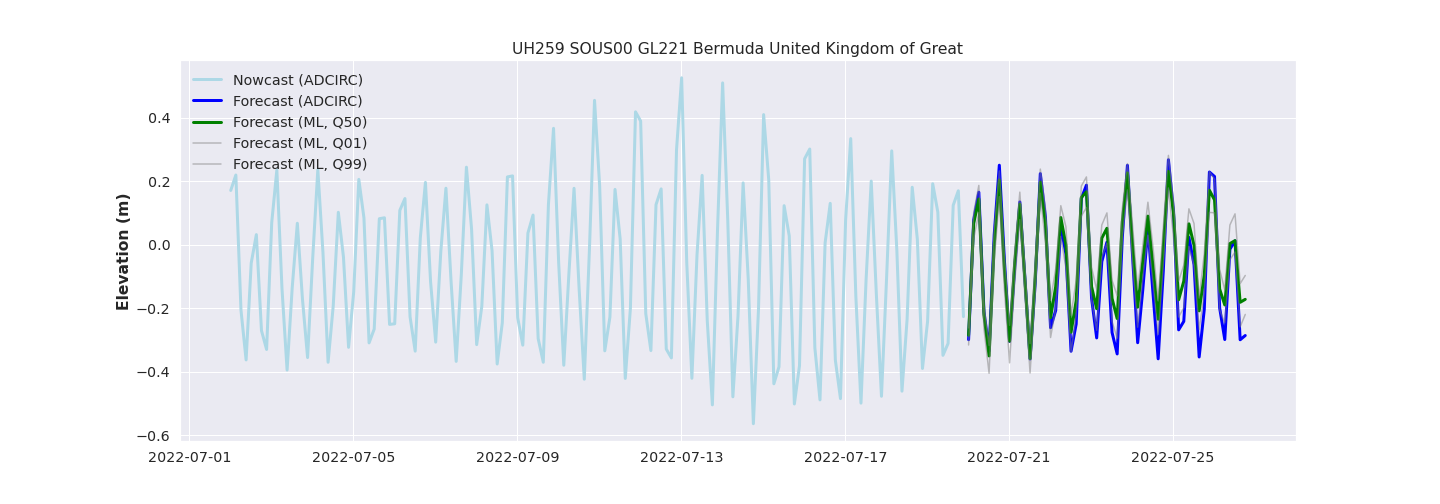 UH259 SOUS00 GL221 Bermuda United Kingdom of Great
Nowcast (ADCIRC)
Forecast (ADCIRC)
Forecast (ML, Q50)
Forecast (ML, Q01)
Forecast (ML, Q99)
Elevation (m)
0.4
0.2
0.0
−0.2
−0.4
−0.6
2022-07-01 2022-07-05 2022-07-09 2022-07-13 2022-07-17 2022-07-21 2022-07-25